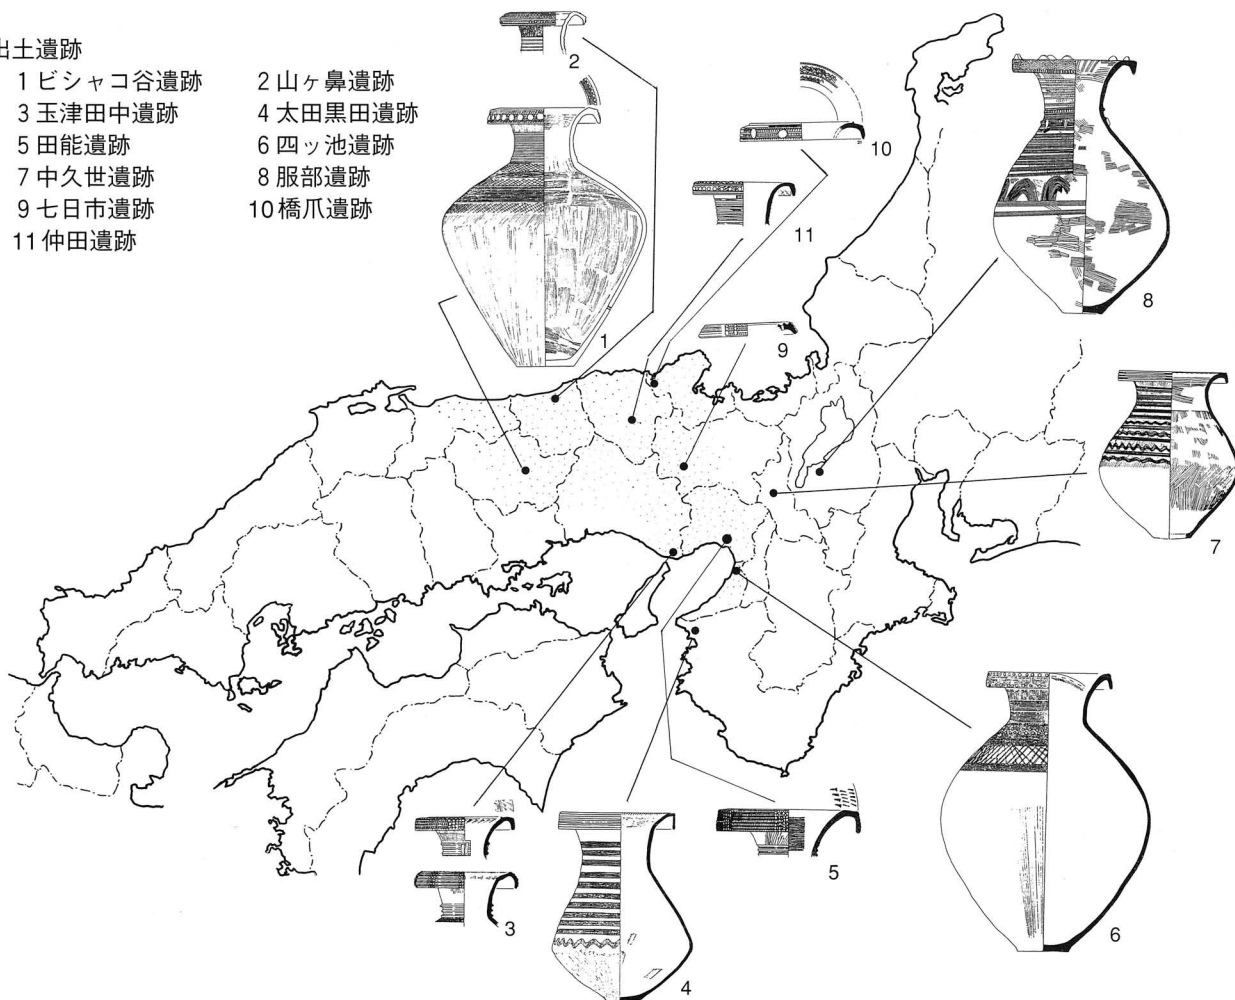 出土遺跡
1 ビシャコ谷遺跡 2 山ヶ鼻遺跡
3 玉津田中遺跡 4 太田黒田遺跡
5 田能遺跡 6 四ッ池遺跡
7 中久世遺跡 8 服部遺跡
9 七日市遺跡 10 橋爪遺跡
11 仲田遺跡
2
10
11
8
1
9
7
5
3
6
4